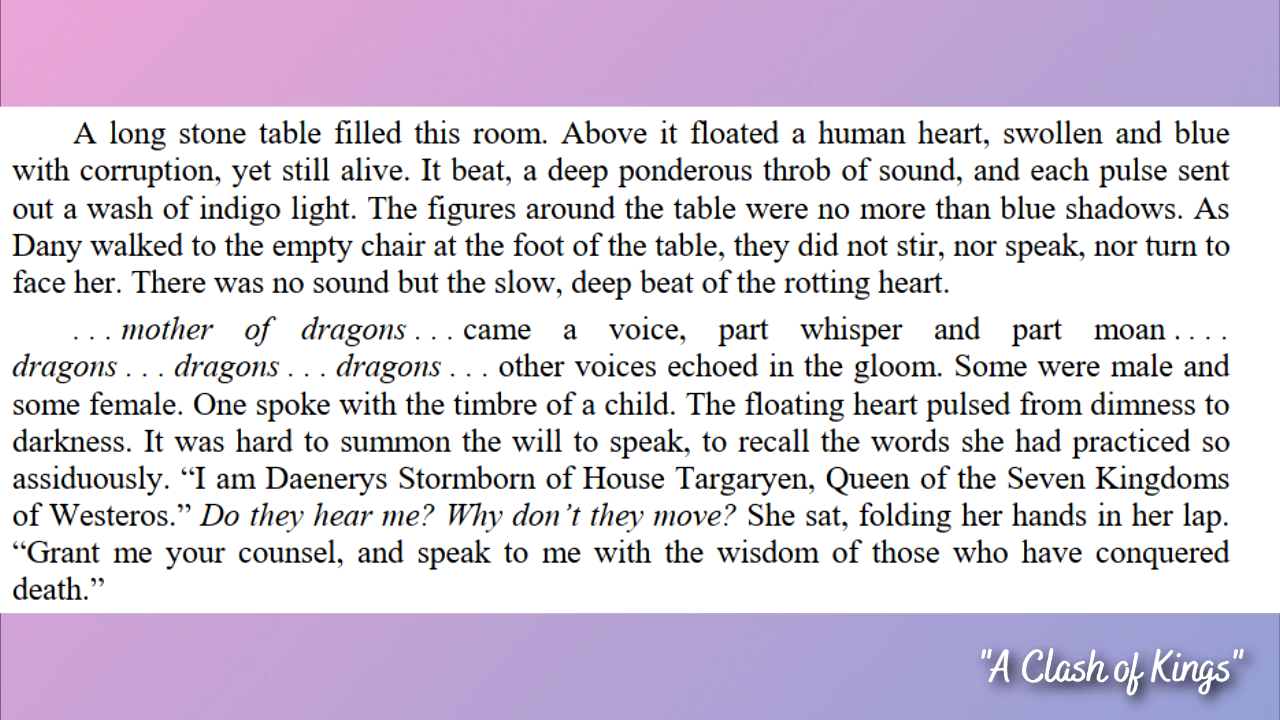 A long stone table filled this room. Above it floated a human heart, swollen and blue
with corruption, yet still alive. It beat, a deep ponderous throb of sound, and each pulse sent
out a wash of indigo light. The figures around the table were no more than blue shadows. As
Dany walked to the empty chair at the foot of the table, they did not stir, nor speak, nor turn to
face her. There was no sound but the slow, deep beat of the rotting heart.
. . . mother of dragons . . . came a voice, part whisper and part moan . . . .
dragons . . . dragons . . . dragons . . . other voices echoed in the gloom. Some were male and
some female. One spoke with the timbre of a child. The floating heart pulsed from dimness to
darkness. It was hard to summon the will to speak, to recall the words she had practiced so
assiduously. “I am Daenerys Stormborn of House Targaryen, Queen of the Seven Kingdoms
of Westeros.” Do they hear me? Why don’t they move? She sat, folding her hands in her lap.
“Grant me your counsel, and speak to me with the wisdom of those who have conquered
death.”
"A Clash of Kings"